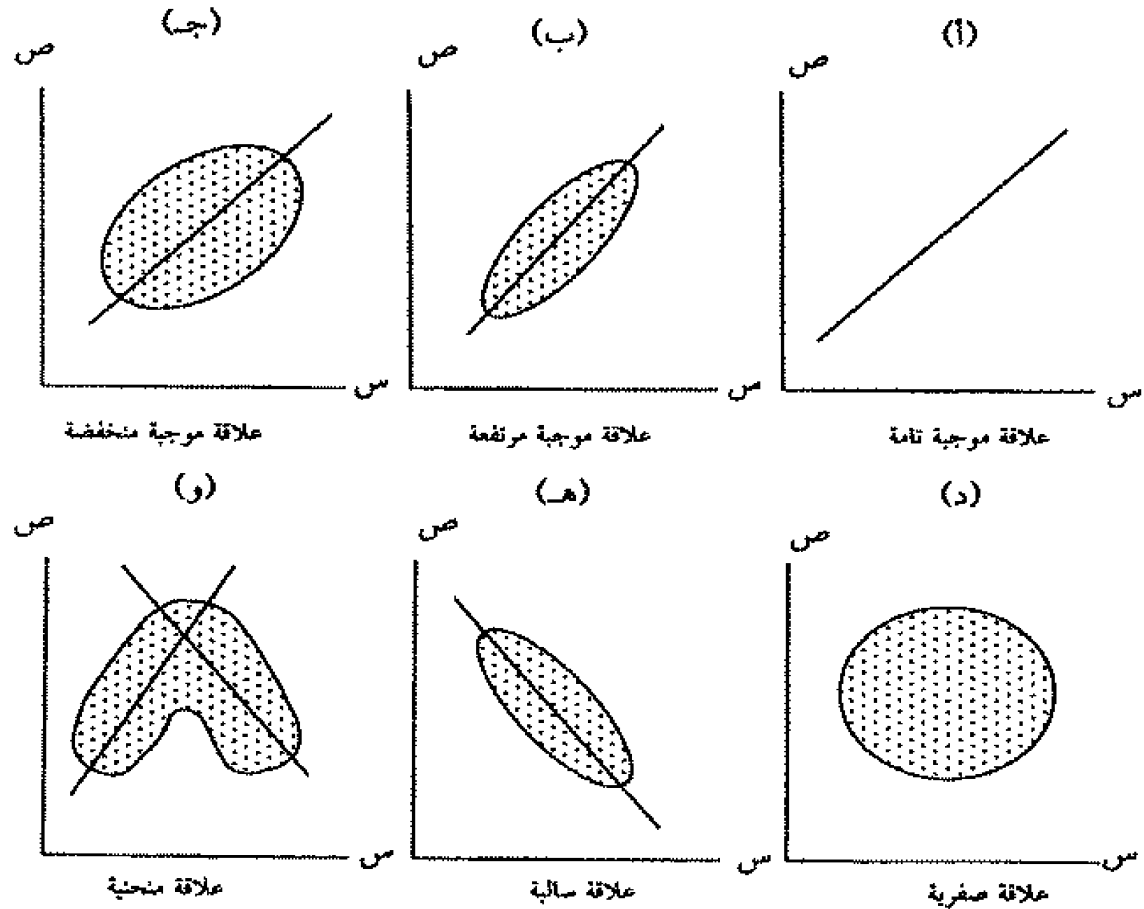 (أ)
ص
س
علاقة موجبة تامة
(ب)
ص
س
علاقة موجبة مرتفعة
(جـ)
ص
س
علاقة موجبة منخفضة
(د)
ص
س
علاقة صفرية
(هـ)
ص
س
علاقة سالبة
(و)
ص
س
علاقة منحنية